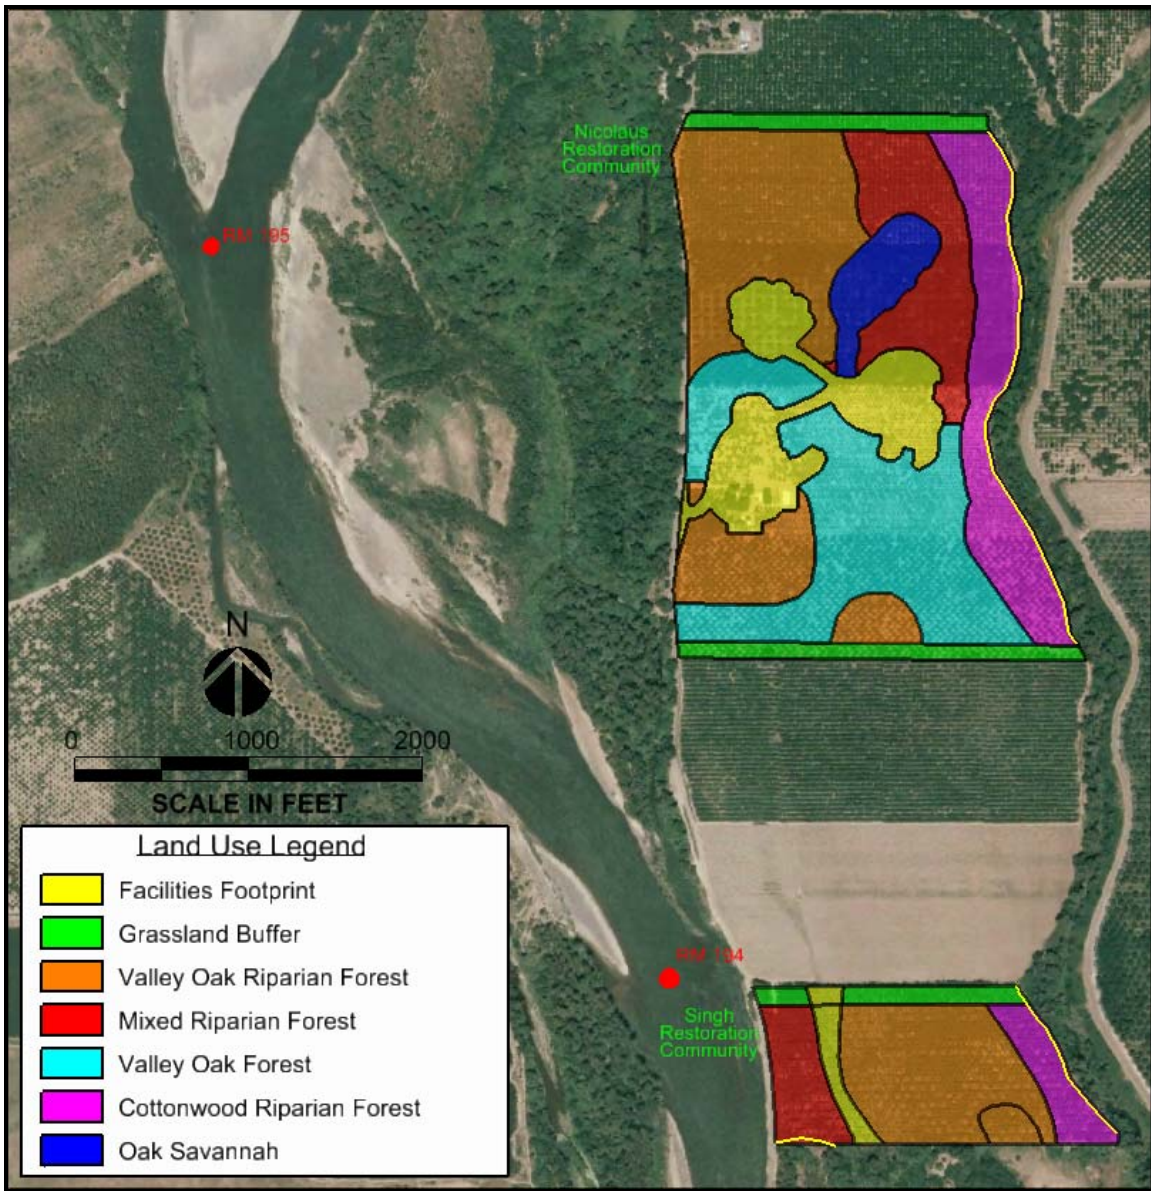 Nicolaus
Restoration
Community
RM 195
N
0 1000 2000
SCALE IN FEET
Land Use Legend
Facilities Footprint
Grassland Buffer
Valley Oak Riparian Forest
Mixed Riparian Forest
Valley Oak Forest
Cottonwood Riparian Forest
Oak Savannah
RM 194
Singh
Restoration
Community